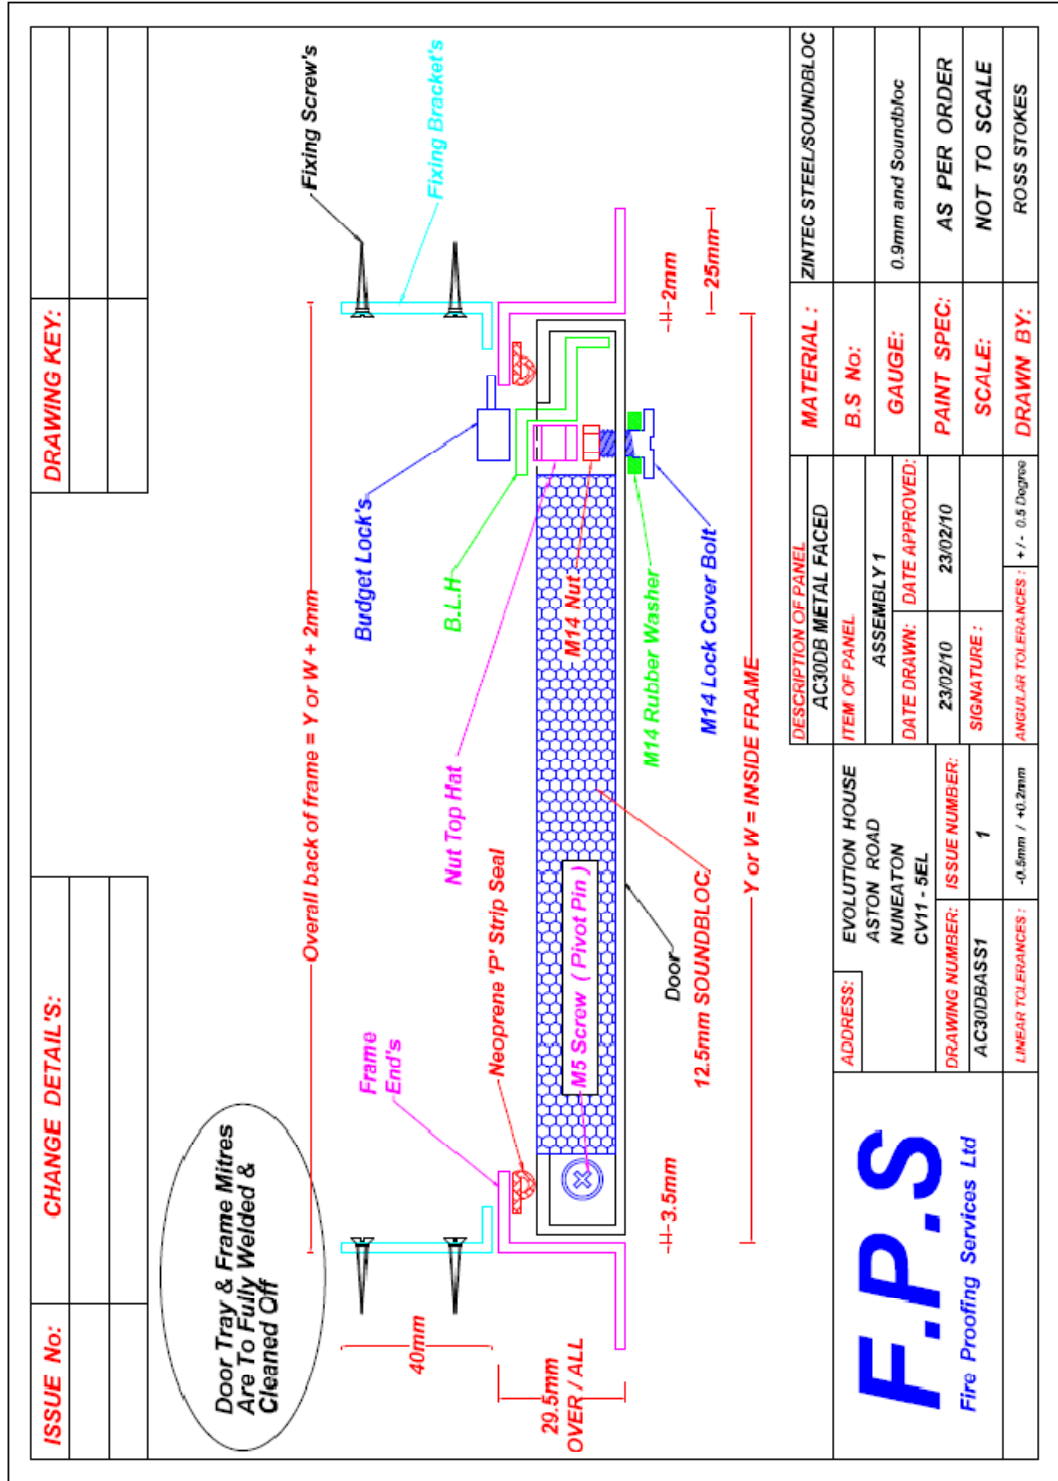 ISSUE No:
CHANGE DETAIL'S:
DRAWING KEY:
Door Tray & Frame Mitres
Are To Fully Welded &
Cleaned Off
Fixing Screw's
Fixing Bracket's
Overall back of frame = Y or W + 2mm
Budget Lock's
B.L.H
Nut Top Hat
Frame
End's
Neoprene 'P' Strip Seal
M14 Nut
M5 Screw ( Pivot Pin )
M14 Rubber Washer
M14 Lock Cover Bolt
Door
12.5mm SOUNDBLOC
40mm
29.5mm
OVER / ALL
3.5mm
2mm
25mm
Y or W = INSIDE FRAME
F.P.S
Fire Proofing Services Ltd
ADDRESS:
EVOLUTION HOUSE
ASTON ROAD
NUNEATON
CV11 - 5EL
DRAWING NUMBER:
ISSUE NUMBER:
AC30DBASS1
1
LINEAR TOLERANCES :
-0.5mm / +0.2mm
DESCRIPTION OF PANEL
AC30DB METAL FACED
ITEM OF PANEL
ASSEMBLY 1
DATE DRAWN:
DATE APPROVED:
23/02/10
23/02/10
SIGNATURE :
ANGULAR TOLERANCES :
+/- 0.5 Degree
MATERIAL :
ZINTEC STEEL/SOUNDBLOC
B.S No:
GAUGE:
0.9mm and Soundbloc
PAINT SPEC:
AS PER ORDER
SCALE:
NOT TO SCALE
DRAWN BY:
ROSS STOKES